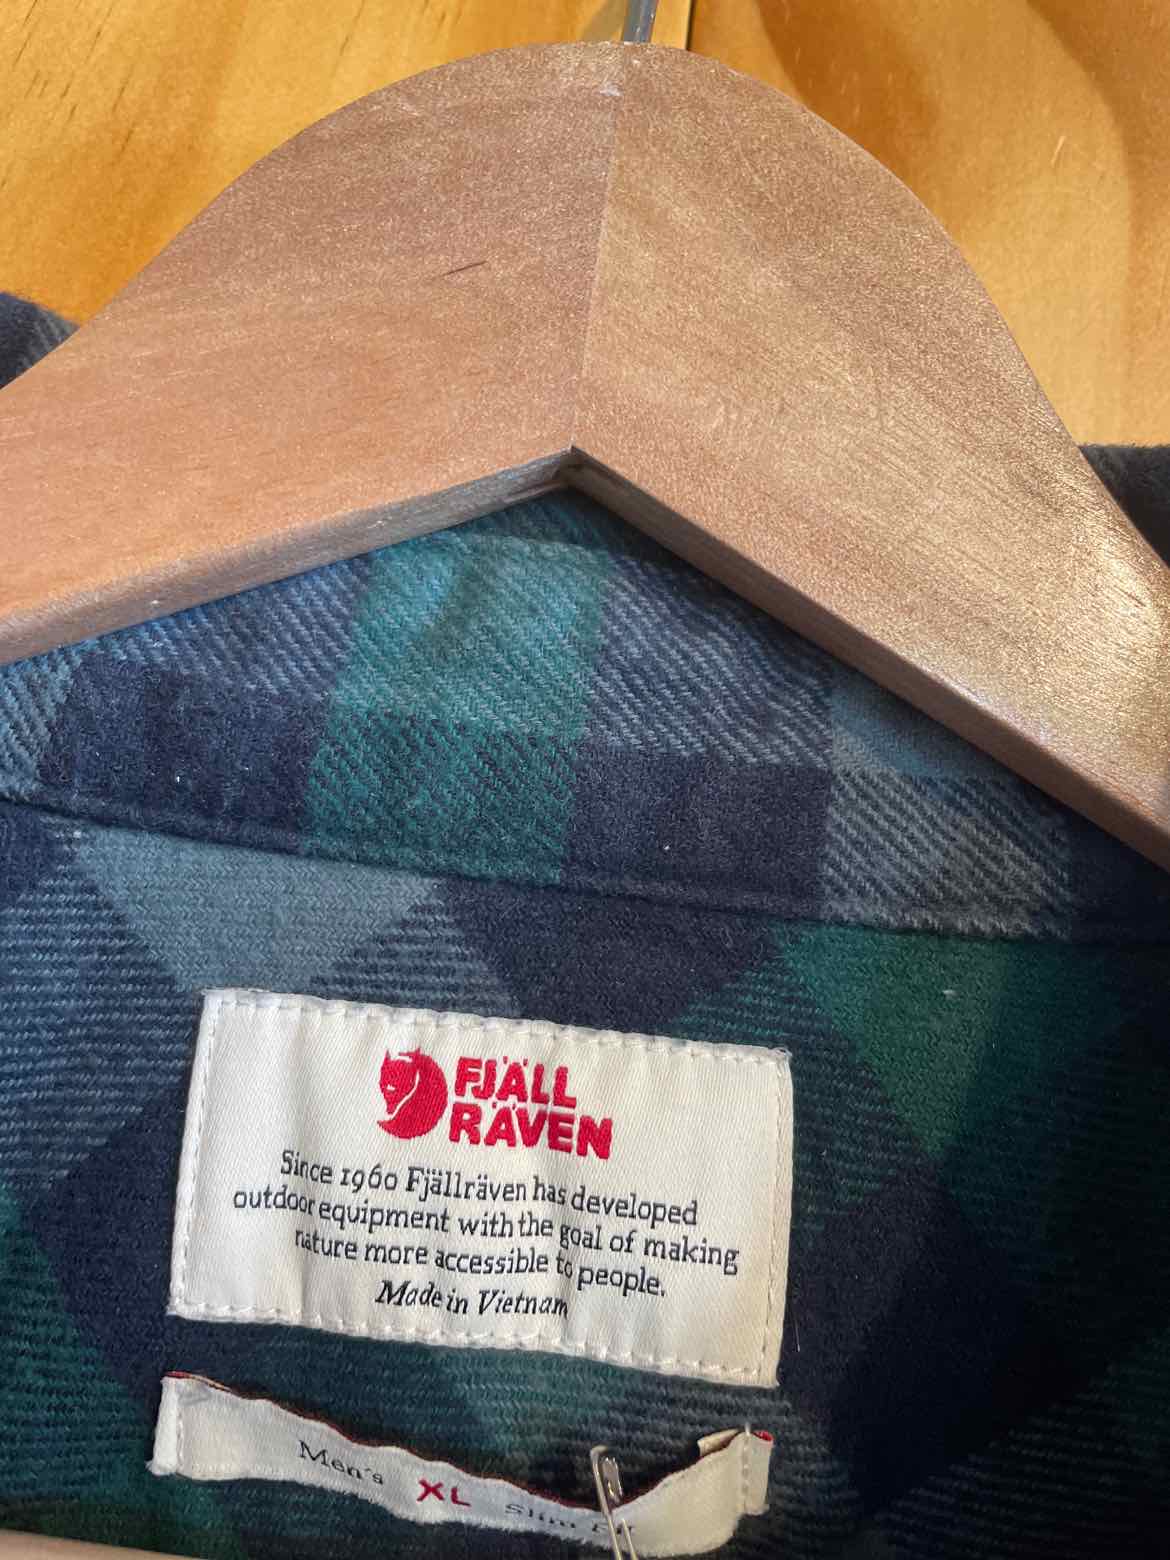 FJÄLL
RÄVEN
Since 1960 Fjällräven has developed
outdoor equipment with the goal of making
nature more accessible to people.
Made in Vietnam
Men's XL Slim